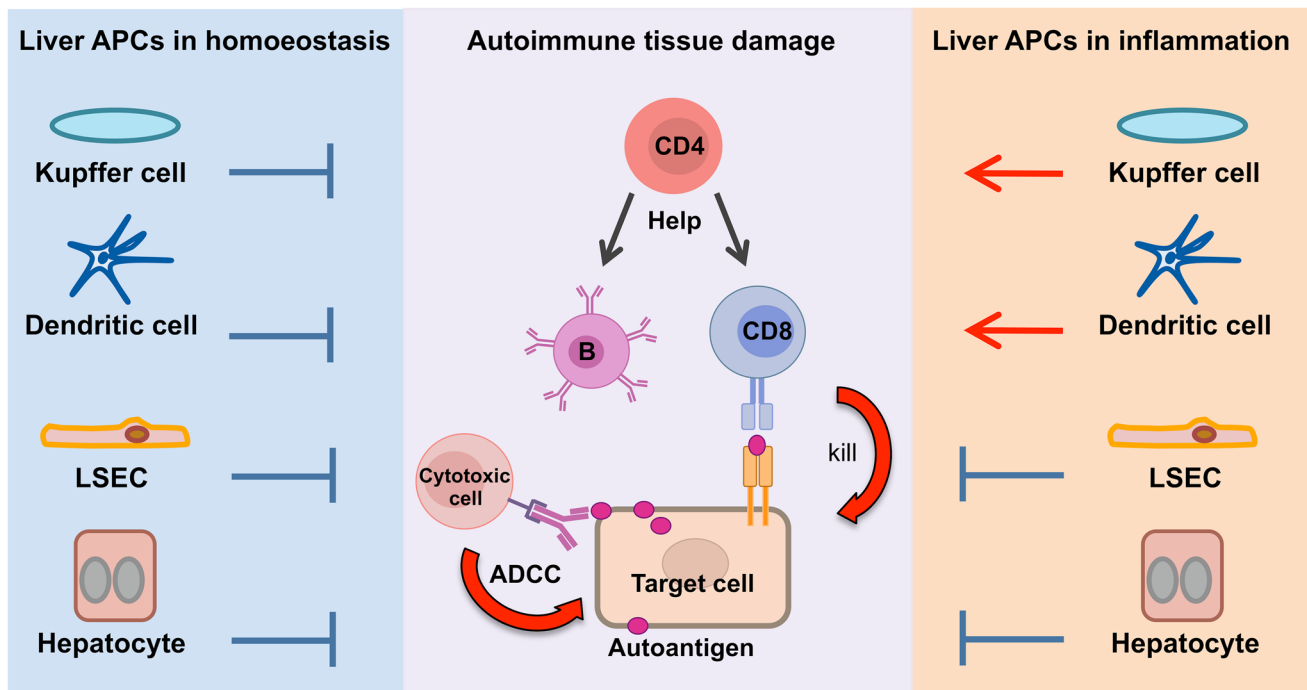 Liver APCs in homoeostasis
Kupffer cell
Dendritic cell
LSEC
Hepatocyte
Autoimmune tissue damage
CD4
Help
B
CD8
kill
Cytotoxic
cell
ADCC
Target cell
Autoantigen
Liver APCs in inflammation
Kupffer cell
Dendritic cell
LSEC
Hepatocyte